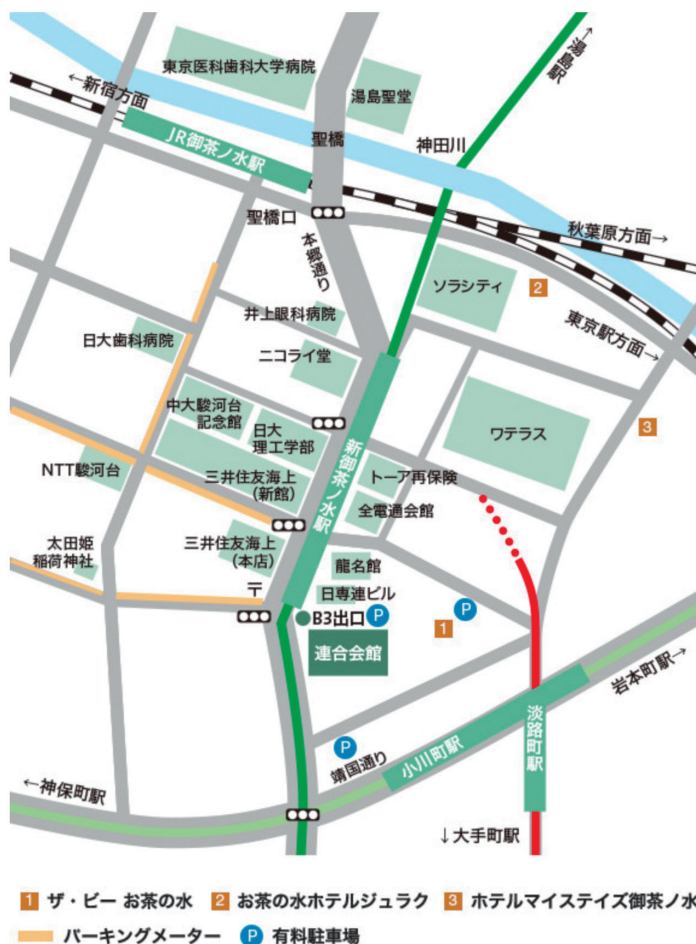 東京医科歯科大学病院
←湯島駅
←新宿方面
湯島聖堂
聖橋
神田川
JR御茶ノ水駅
聖橋口
秋葉原方面→
本郷通り
ソラシティ
2
井上眼科病院
東京駅方面→
日大歯科病院
ニコライ堂
中大駿河台
記念館
日大
理工学部
ワテラス
3
新御茶ノ水駅
NTT駿河台
三井住友海上
(新館)
トーア再保険
全電通会館
太田姫
稲荷神社
三井住友海上
(本店)
龍名館
〒
日専連ビル
B3出口
P
1
P
連合会館
岩本町駅→
淡路町駅
P
靖国通り
小川町駅
←神保町駅
↓大手町駅
1 ザ・ビー お茶の水 2 お茶の水ホテルジュラク 3 ホテルマイステイズ御茶ノ水
パーキングメーター P 有料駐車場